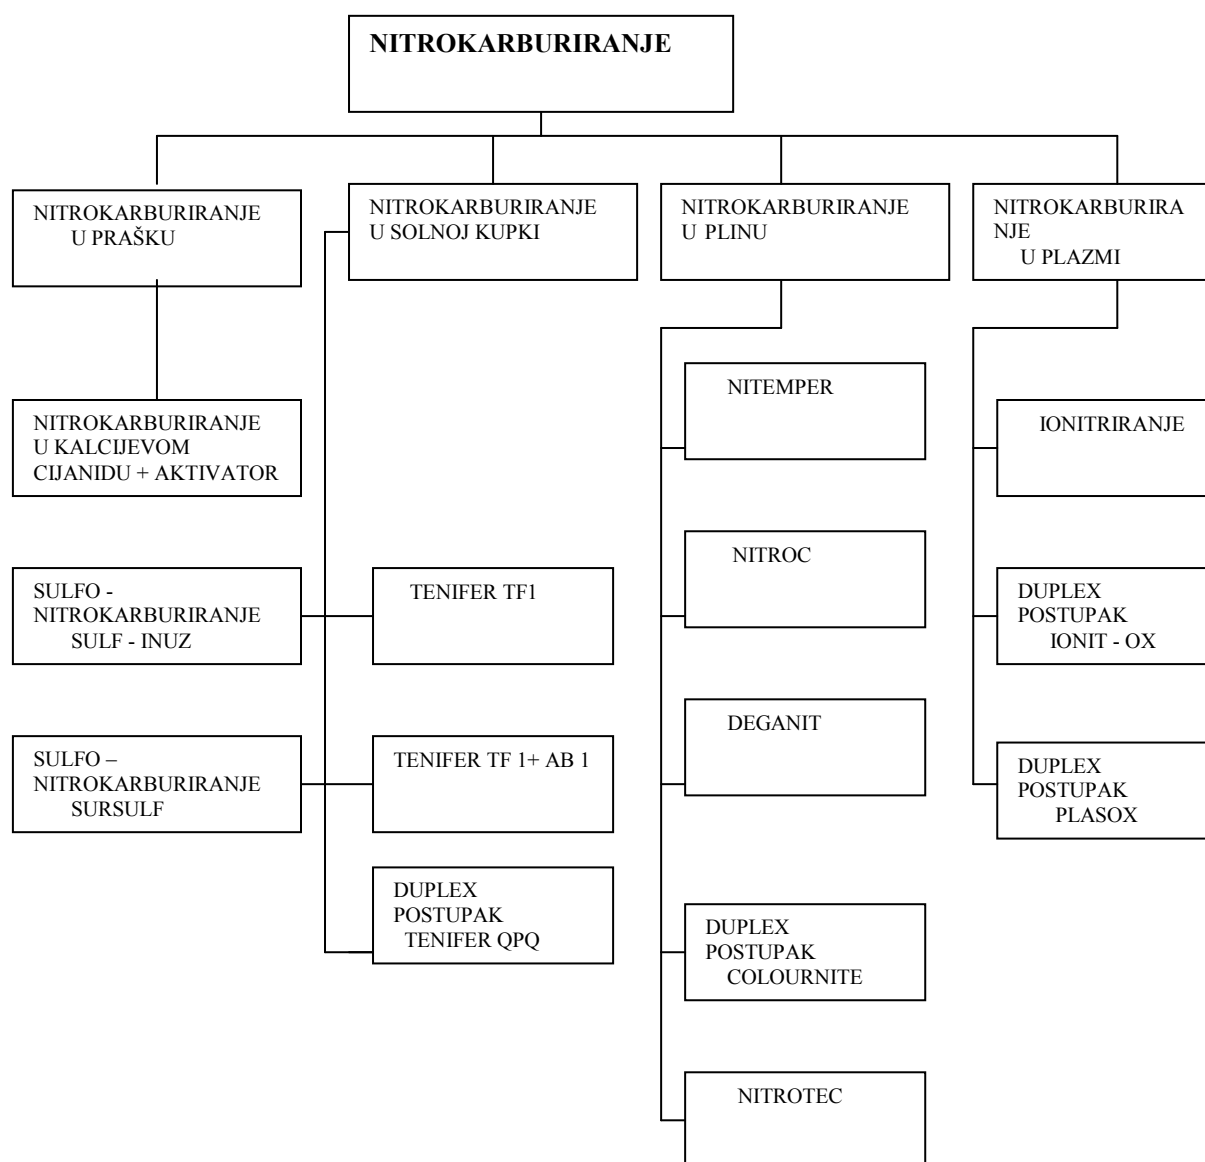 NITROKARBURIRANJE
NITROKARBURIRANJE
U PRAŠKU
NITROKARBURIRANJE
U SOLNOJ KUPKI
NITROKARBURIRANJE
U PLINU
NITROKARBURIRA
NJE
U PLAZMI
NITROKARBURIRANJE
U KALCIJEVOM
CIJANIDU + AKTIVATOR
SULFO -
NITROKARBURIRANJE
SULF - INUZ
SULFO –
NITROKARBURIRANJE
SURSULF
TENIFER TF1
TENIFER TF 1+ AB 1
DUPLEX
POSTUPAK
TENIFER QPQ
NITEMPER
NITROC
DEGANIT
DUPLEX
POSTUPAK
COLOURNITE
NITROTEC
IONITRIRANJE
DUPLEX
POSTUPAK
IONIT - OX
DUPLEX
POSTUPAK
PLASOX